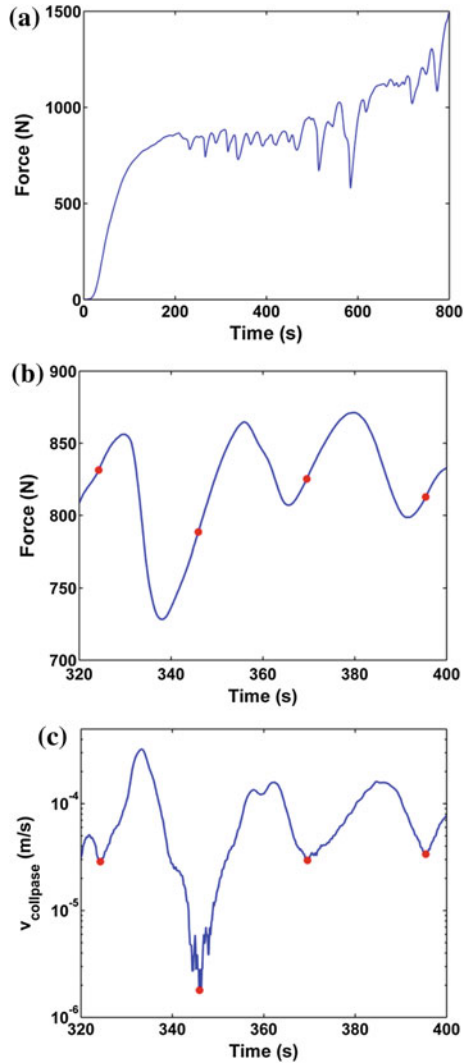 (a)
1500
1000
500
0
Force (N)
0 200 400 600 800
Time (s)
(b)
900
850
800
750
700
Force (N)
320 340 360 380 400
Time (s)
(c)
10-4
10-5
10-6
vcollpase (m/s)
320 340 360 380 400
Time (s)